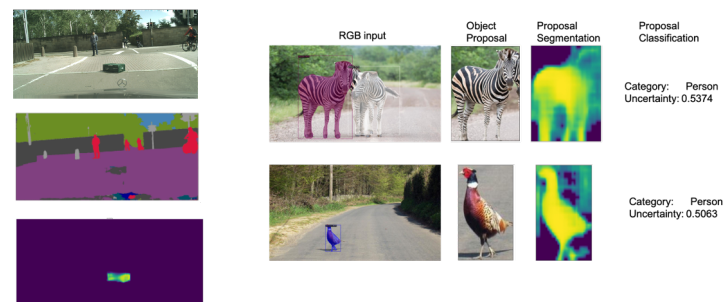 RGB input
Object
Proposal
Proposal
Segmentation
Proposal
Classification
Category: Person
Uncertainty: 0.5374
Category: Person
Uncertainty: 0.5063